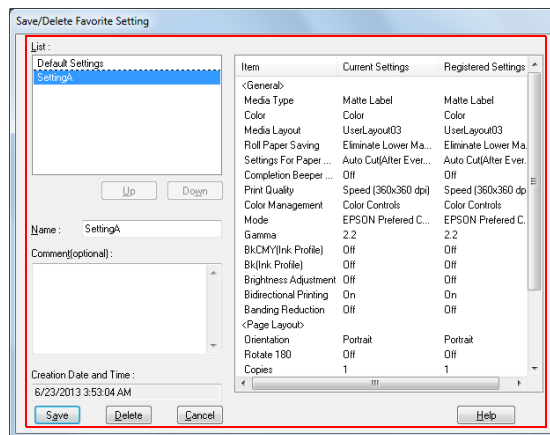 Save/Delete Favorite Setting
List :
Default Settings
SettingA
Up Down
Name : SettingA
Comment(optional) :
Creation Date and Time :
6/23/2013 3:53:04 AM
Save Delete Cancel
Item Current Settings Registered Settings
<General>
Media Type Matte Label Matte Label
Color Color Color
Media Layout UserLayout03 UserLayout03
Roll Paper Saving Eliminate Lower Ma... Eliminate Lower Ma.
Settings For Paper ... Auto Cut(After Ever... Auto Cut(After Ever.
Completion Beeper ... Off Off
Print Quality Speed (360x360 dpi) Speed (360x360 dp
Color Management Color Controls Color Controls
Mode EPSON Prefered C... EPSON Prefered C.
Gamma 2.2 2.2
BkCMY(Ink Profile) Off Off
Bk(Ink Profile) Off Off
Brightness Adjustment Off Off
Bidirectional Printing On On
Banding Reduction Off Off
<Page Layout>
Orientation Portrait Portrait
Rotate 180 Off Off
Copies 1 1
Help